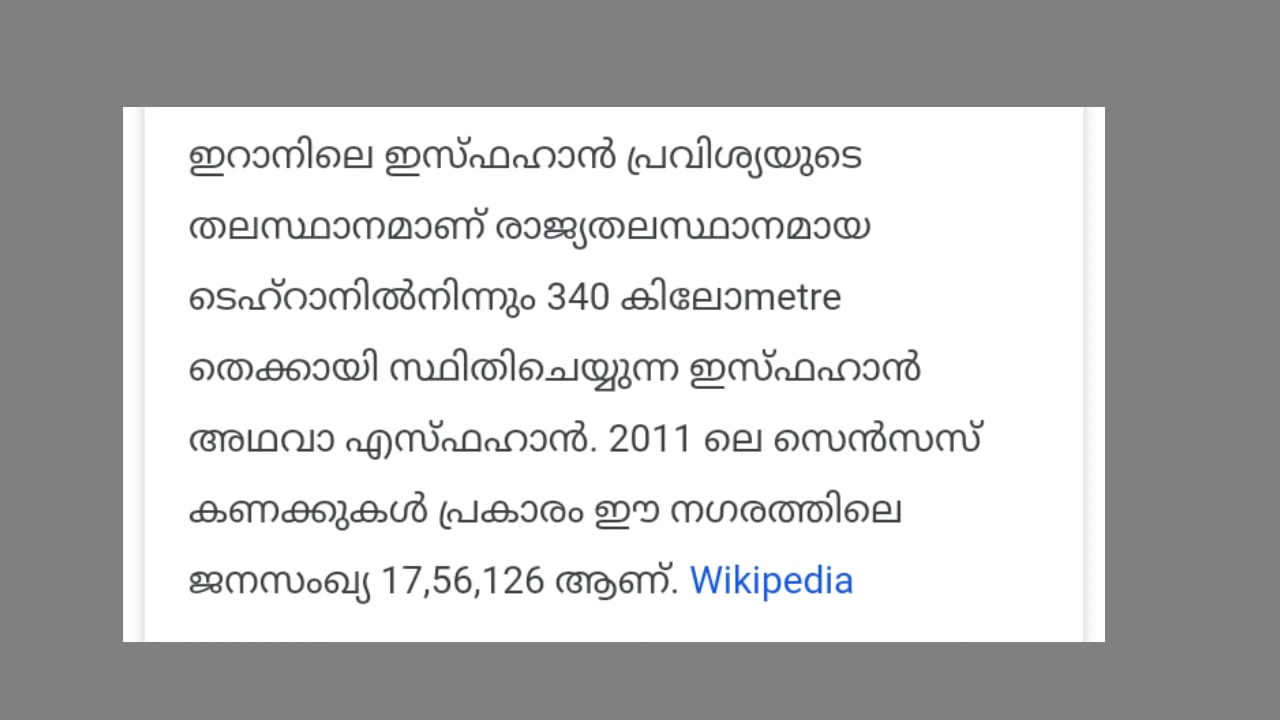 ഇറാനിലെ ഇസ്ഫഹാൻ പ്രവിശ്യയുടെ
തലസ്ഥാനമാണ് രാജ്യതലസ്ഥാനമായ
ടെഹ്റാനിൽനിന്നും 340 കിലോmetre
തെക്കായി സ്ഥിതിചെയ്യുന്ന ഇസ്ഫഹാൻ
അഥവാ എസ്ഫഹാൻ. 2011 ലെ സെൻസസ്
കണക്കുകൾ പ്രകാരം ഈ നഗരത്തിലെ
ജനസംഖ്യ 17,56,126 ആണ്. Wikipedia